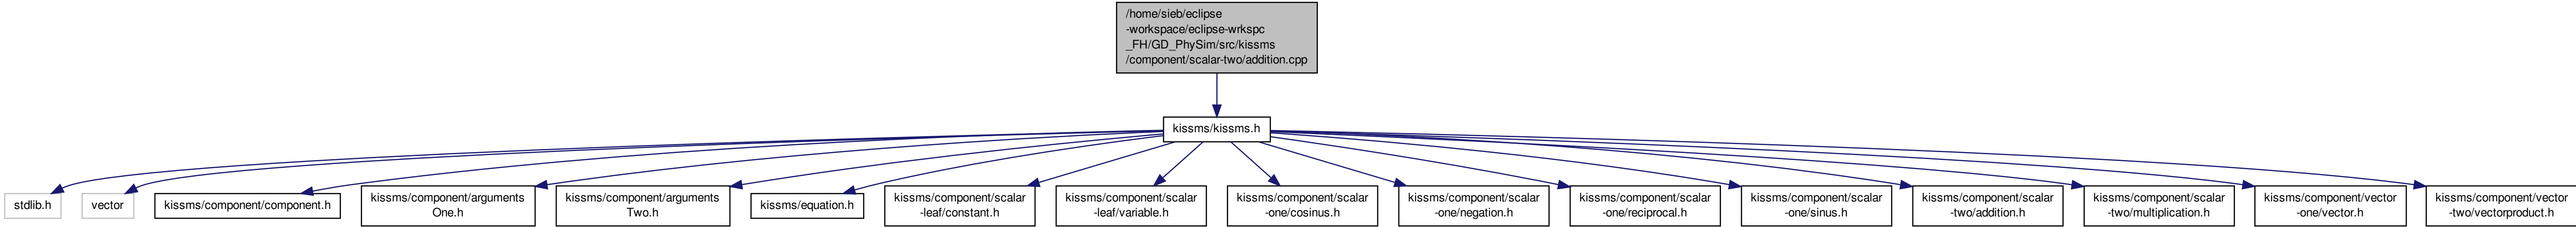 /home/sieb/eclipse
-workspace/eclipse-wrkspc
_FH/GD_PhySim/src/kissms
/component/scalar-two/addition.cpp
kissms/kissms.h
stdlib.h
vector
kissms/component/component.h
kissms/component/arguments
One.h
kissms/component/arguments
Two.h
kissms/equation.h
kissms/component/scalar
-leaf/constant.h
kissms/component/scalar
-leaf/variable.h
kissms/component/scalar
-one/cosinus.h
kissms/component/scalar
-one/negation.h
kissms/component/scalar
-one/reciprocal.h
kissms/component/scalar
-one/sinus.h
kissms/component/scalar
-two/addition.h
kissms/component/scalar
-two/multiplication.h
kissms/component/vector
-one/vector.h
kissms/component/vector
-two/vectorproduct.h